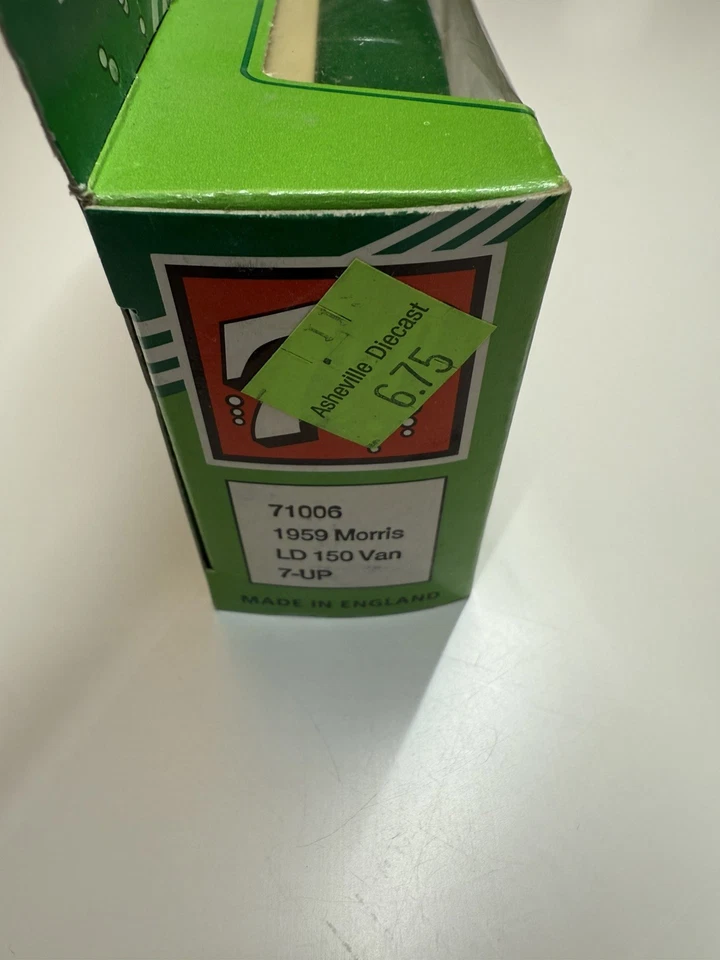 Asheville Diecast
6.75
71006
1959 Morris
LD 150 Van
7-UP
MADE IN ENGLAND